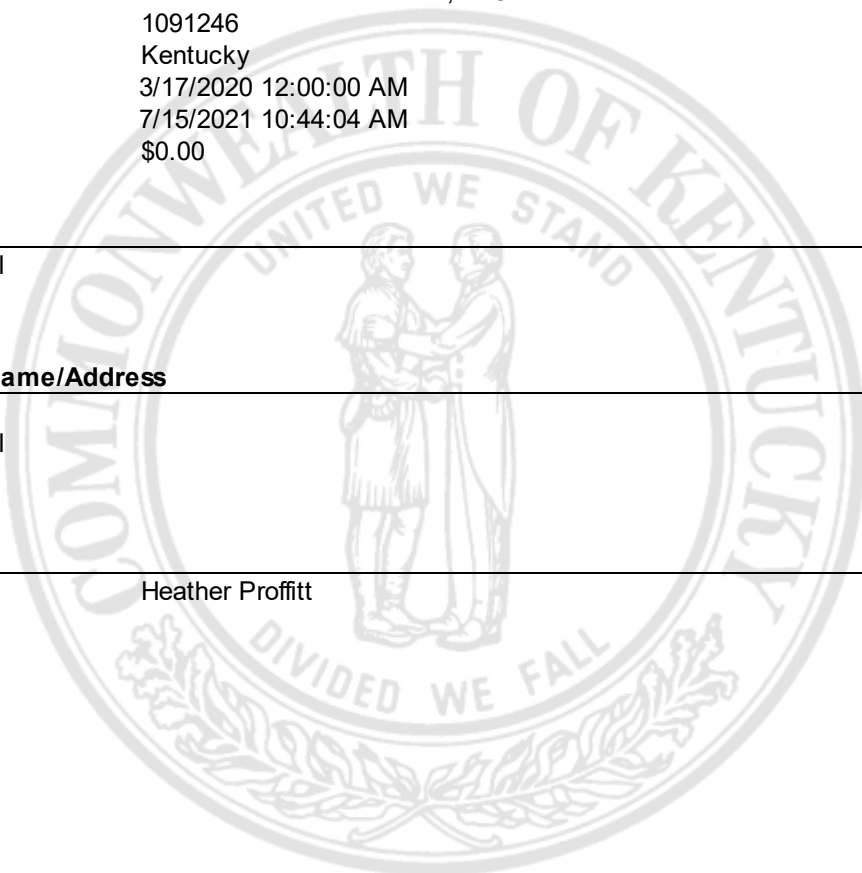 1091246
Kentucky
3/17/2020 12:00:00 AM
7/15/2021 10:44:04 AM
$0.00
COMMONWEALTH OF KENTUCKY
UNITED WE STAND
l
ame/Address
l
Heather Proffitt
DIVIDED WE FALL